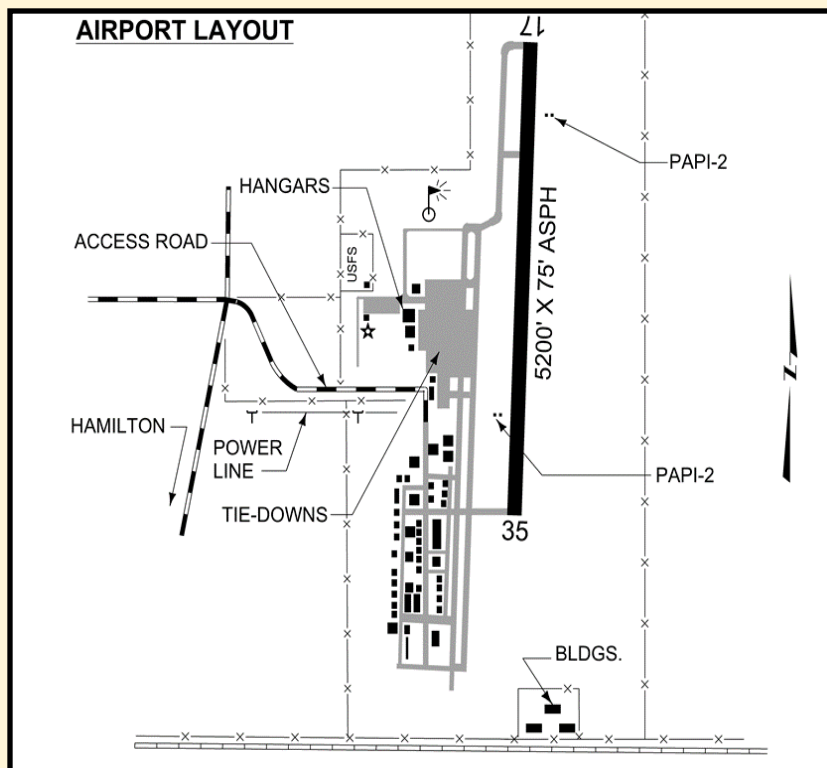 AIRPORT LAYOUT
17
PAPI-2
HANGARS
ACCESS ROAD
USFS
5200' X 75' ASPH
N
HAMILTON
POWER
LINE
PAPI-2
TIE-DOWNS
35
BLDGS.